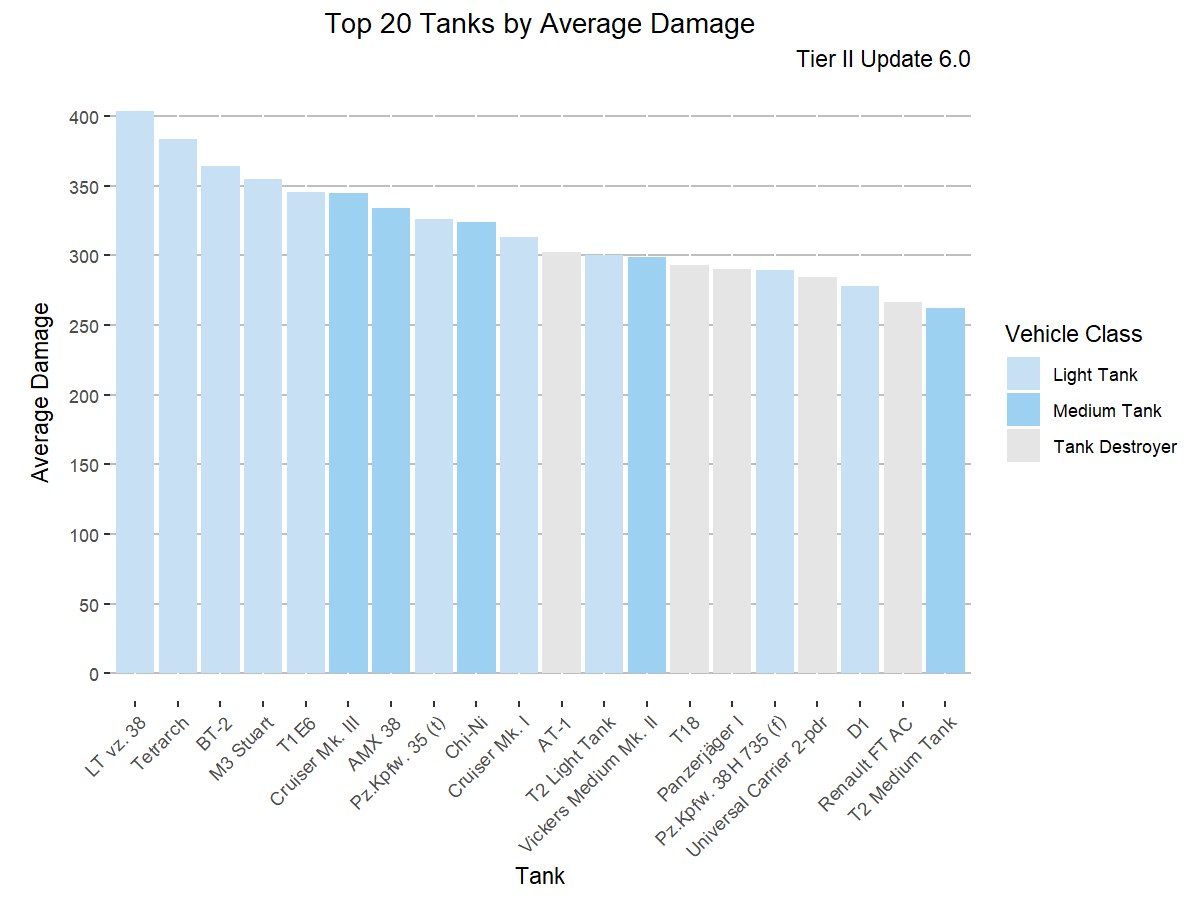 Top 20 Tanks by Average Damage
Tier II Update 6.0
Average Damage
400
350
300
250
200
150
100
50
0
LT vz. 38
Tetrarch
BT-2
M3 Stuart
T1E6
Cruiser Mk. III
AMX 38
Pz.Kpfw. 35 (t)
Chi-Ni
Cruiser Mk. I
AT-1
T2 Light Tank
Vickers Medium Mk. II
T18
Panzerjäger I
Pz.Kpfw. 38 H 735 (f)
Universal Carrier 2-pdr
D1
Renault FT AC
T2 Medium Tank
Tank
Vehicle Class
Light Tank
Medium Tank
Tank Destroyer